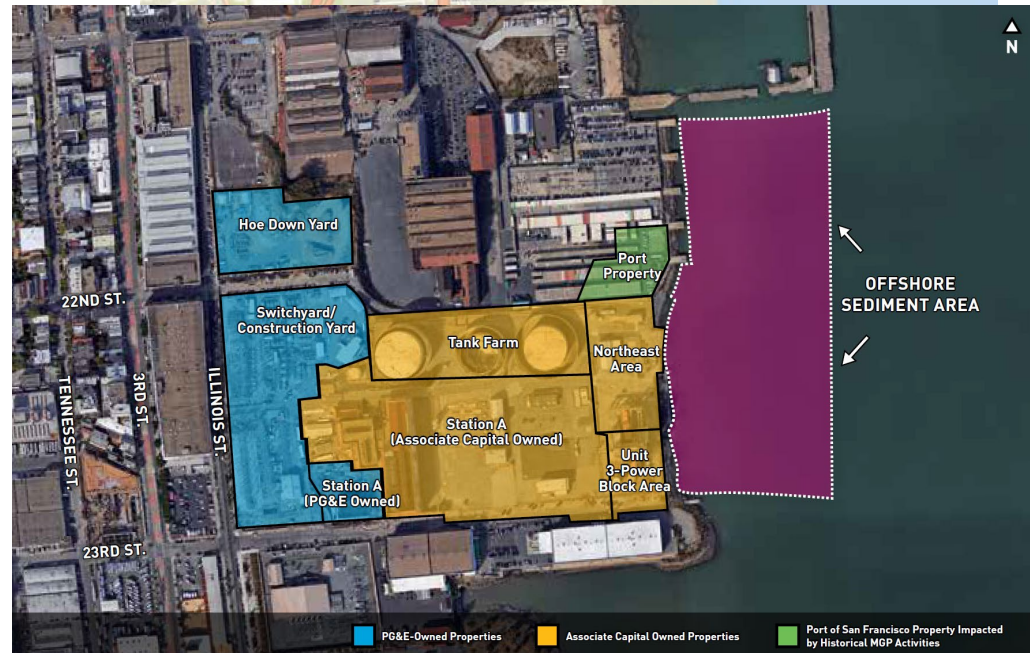 N
Hoe Down Yard
Port
Property
OFFSHORE
SEDIMENT AREA
22ND ST.
Switchyard/
Construction Yard
Tank Farm
Northeast
Area
TENNESSEE ST.
3RD ST.
ILLINOIS ST.
Station A
(Associate Capital Owned)
Unit
3-Power
Block Area
Station A
(PG&E Owned)
23RD ST.
PG&E-Owned Properties
Associate Capital Owned Properties
Port of San Francisco Property Impacted
by Historical MGP Activities